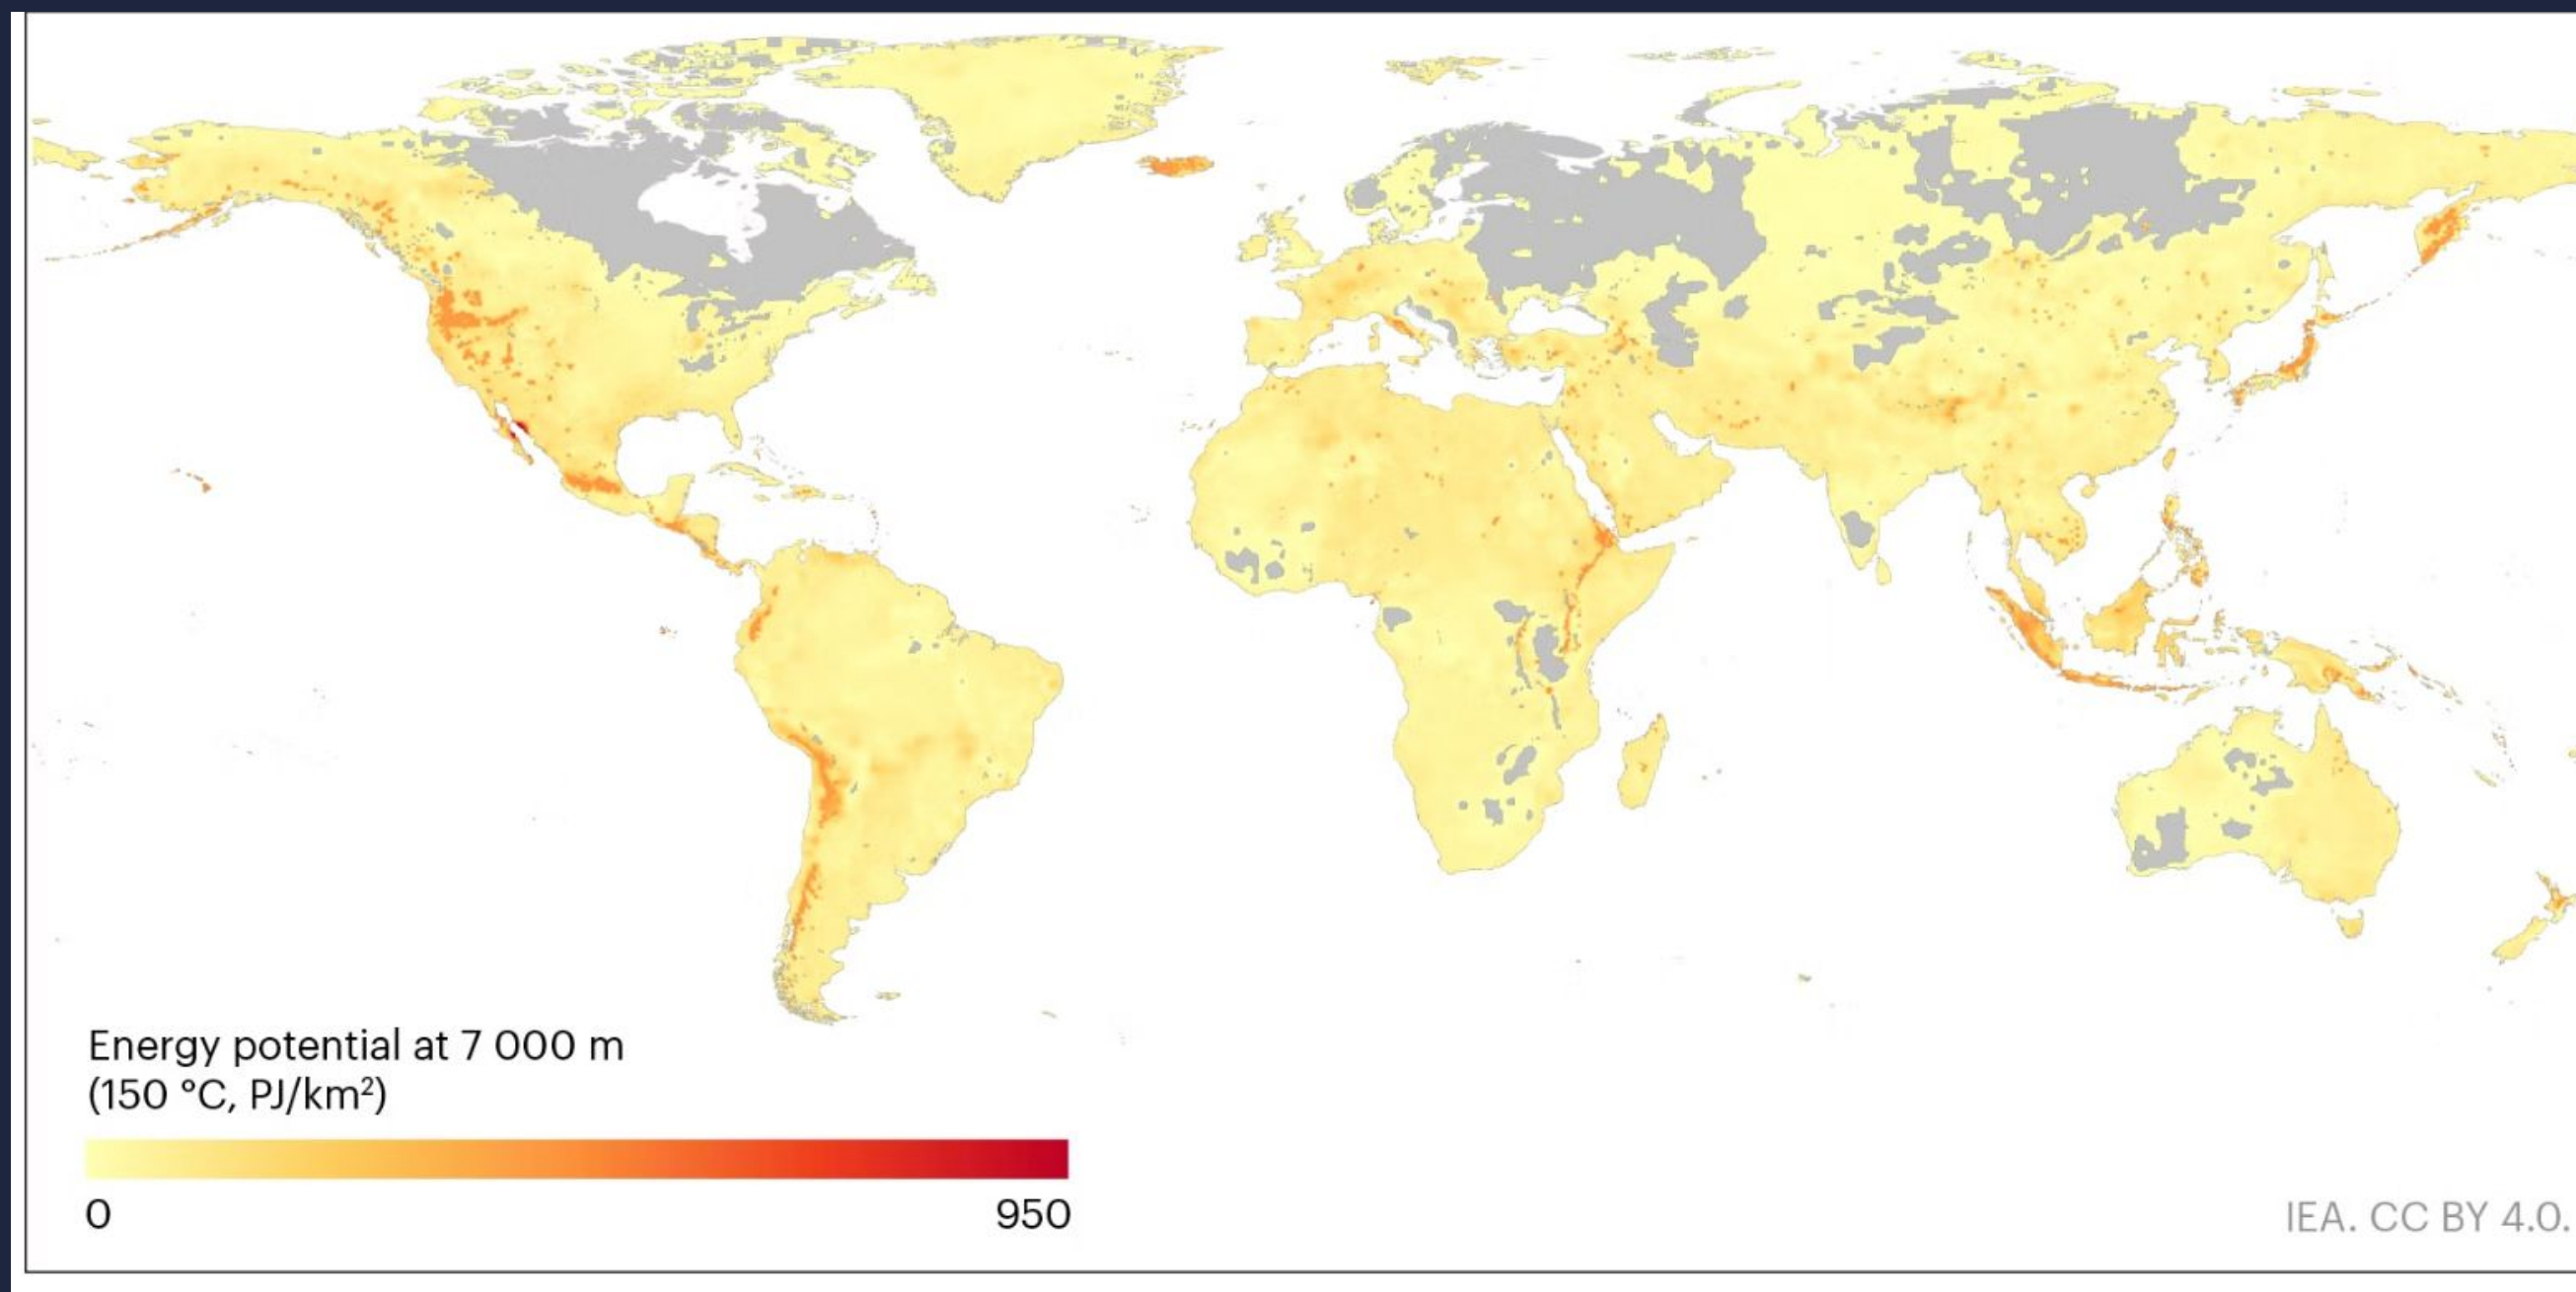 Energy potential at 7 000 m
(150 °C, PJ/km²)
0
950
IEA. CC BY 4.0.